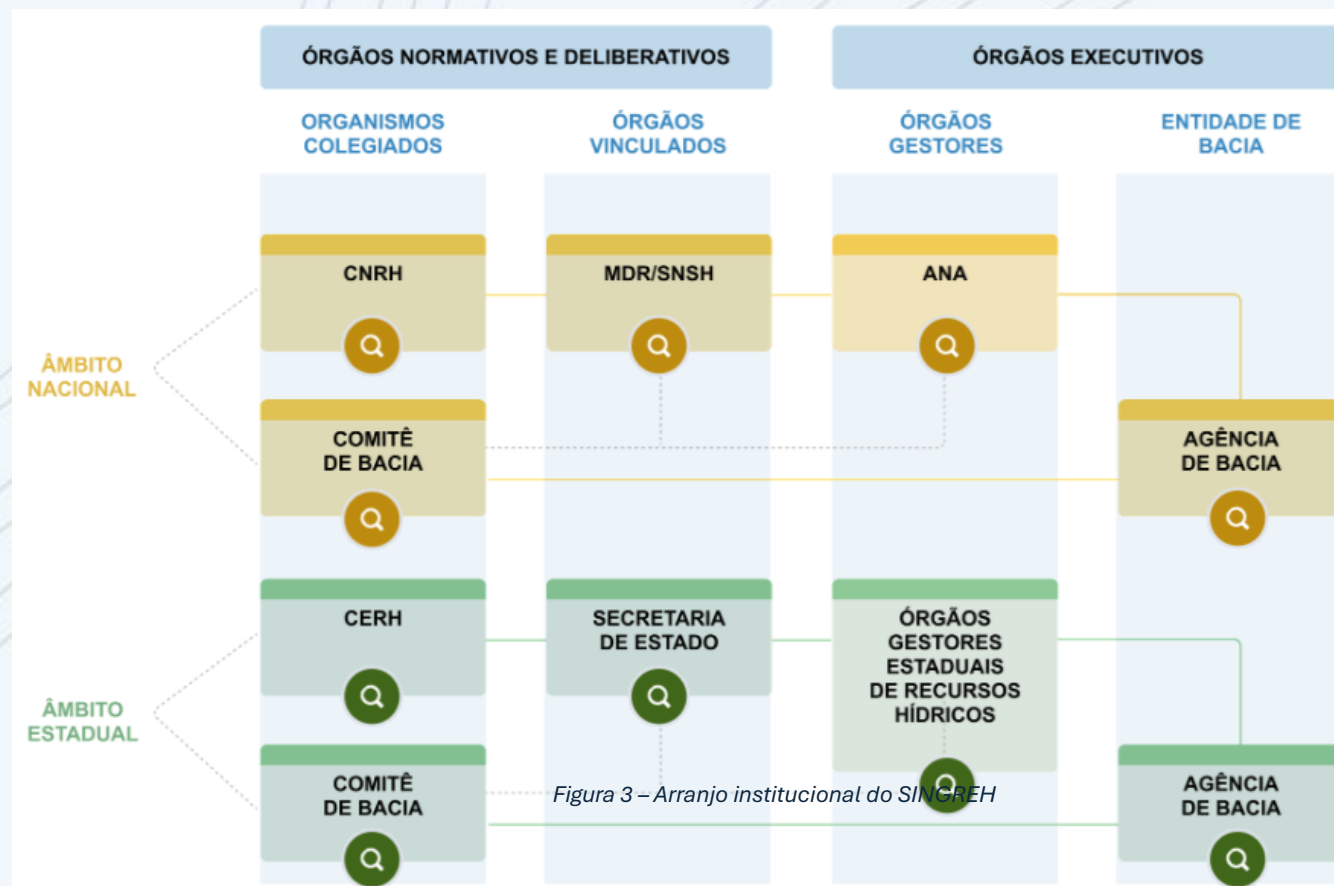 ÓRGÃOS NORMATIVOS E DELIBERATIVOS
ÓRGÃOS EXECUTIVOS
ORGANISMOS
COLEGIADOS
ÓRGÃOS
VINCULADOS
ÓRGÃOS
GESTORES
ENTIDADE DE
BACIA
ÂMBITO
NACIONAL
CNRH
MDR/SNSH
ANA
COMITÊ
DE BACIA
AGÊNCIA
DE BACIA
ÂMBITO
ESTADUAL
CERH
SECRETARIA
DE ESTADO
ÓRGÃOS
GESTORES
ESTADUAIS
DE RECURSOS
HÍDRICOS
COMITÊ
DE BACIA
AGÊNCIA
DE BACIA
Figura 3 – Arranjo institucional do SINGREH